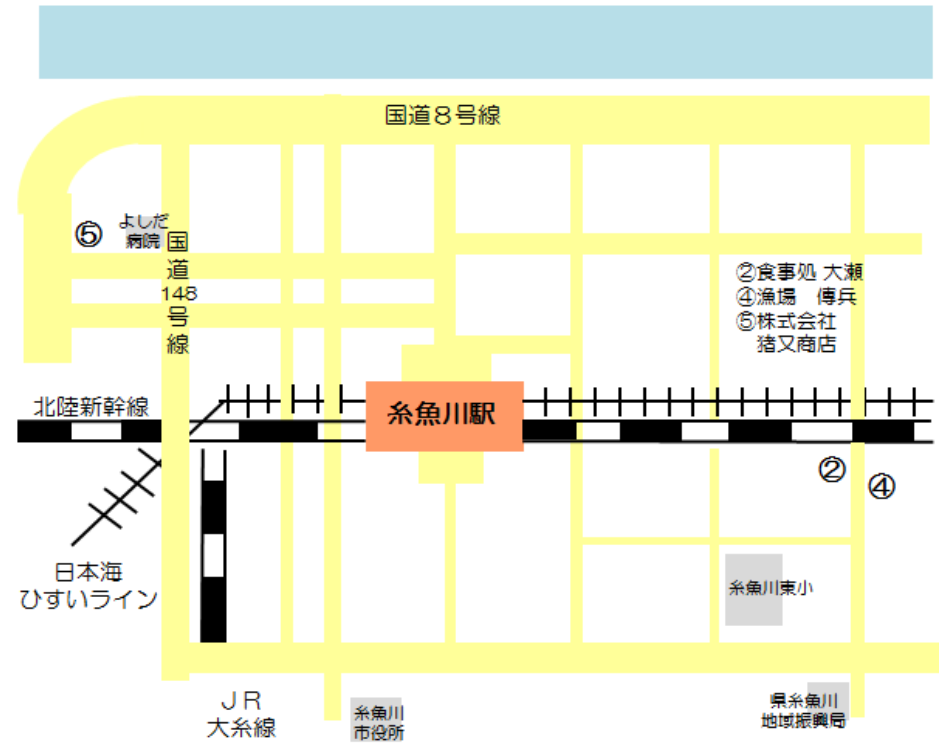 国道８号線
よしだ
病院
⑤
国
道
148
号
線
②食事処 大瀬
④漁場　傳兵
⑤株式会社
猪又商店
北陸新幹線
糸魚川駅
②
④
日本海
ひすいライン
糸魚川東小
ＪＲ
大糸線
糸魚川
市役所
県糸魚川
地域振興局